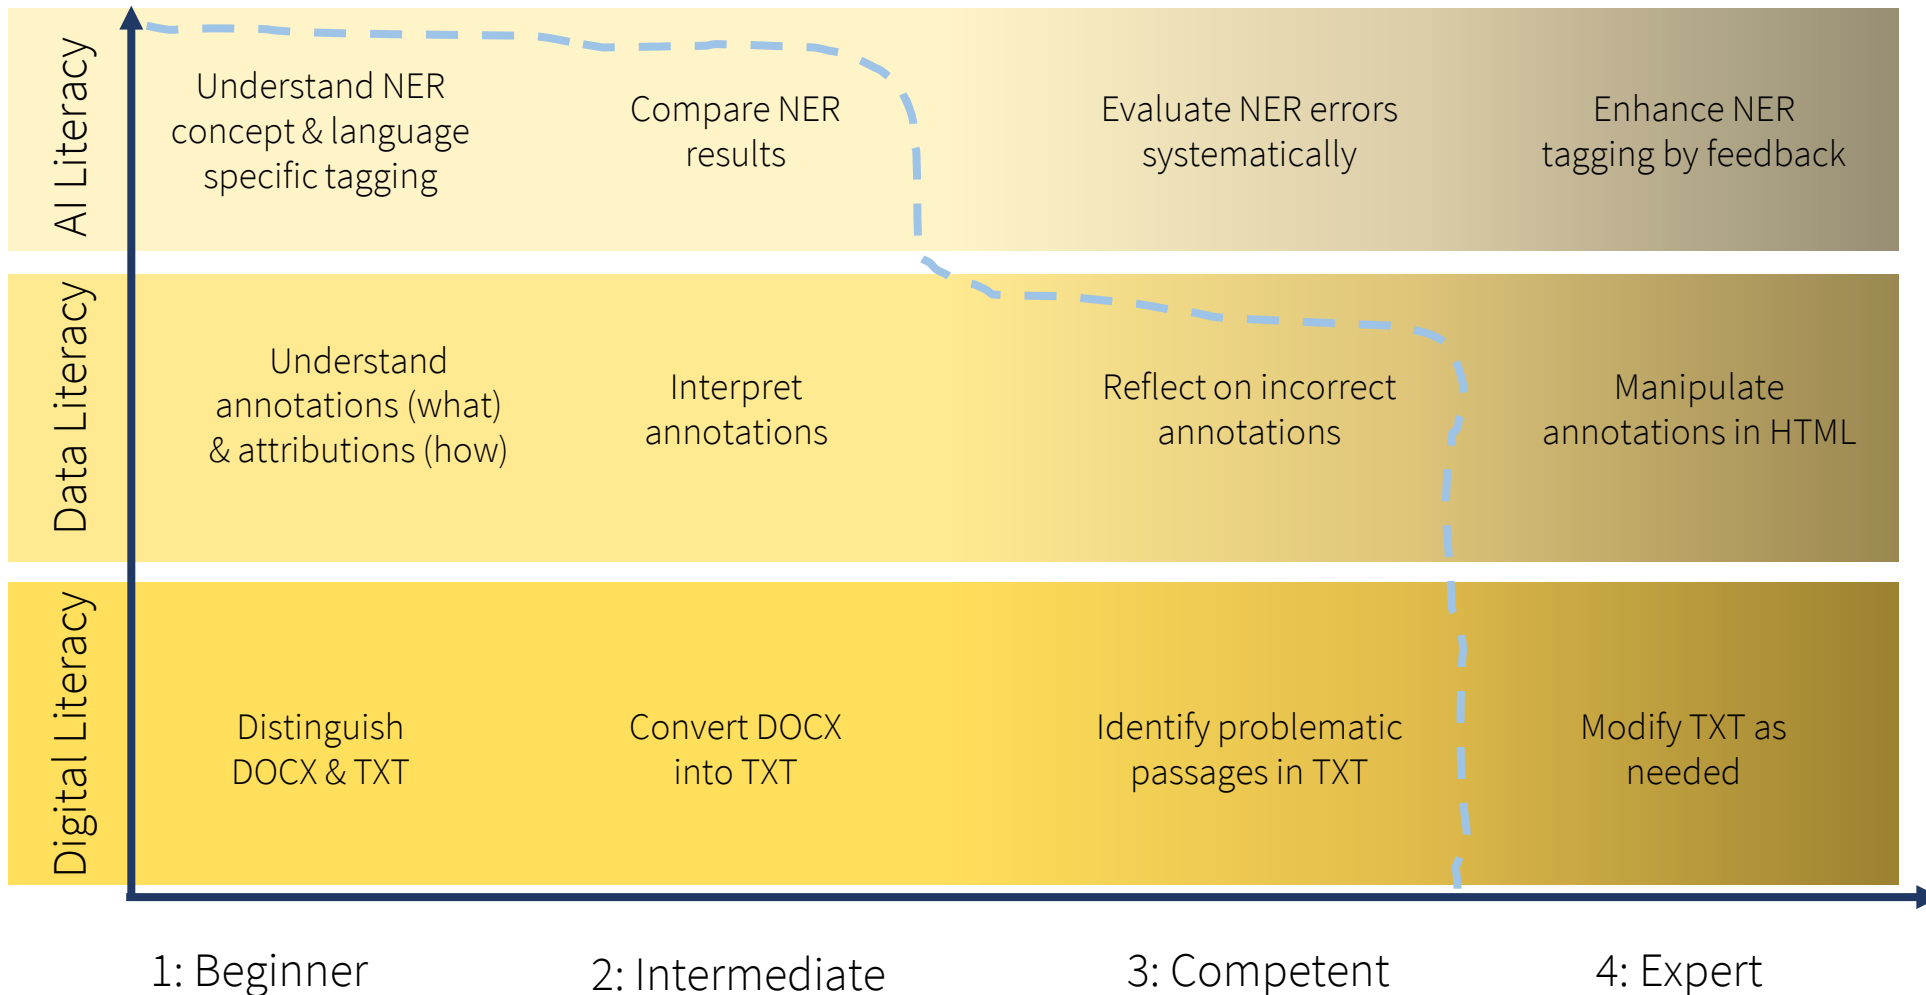 AI Literacy
Understand NER
concept & language
specific tagging
Compare NER
results
Evaluate NER errors
systematically
Enhance NER
tagging by feedback
Data Literacy
Understand
annotations (what)
& attributions (how)
Interpret
annotations
Reflect on incorrect
annotations
Manipulate
annotations in HTML
Digital Literacy
Distinguish
DOCX & TXT
Convert DOCX
into TXT
Identify problematic
passages in TXT
Modify TXT as
needed
1: Beginner
2: Intermediate
3: Competent
4: Expert